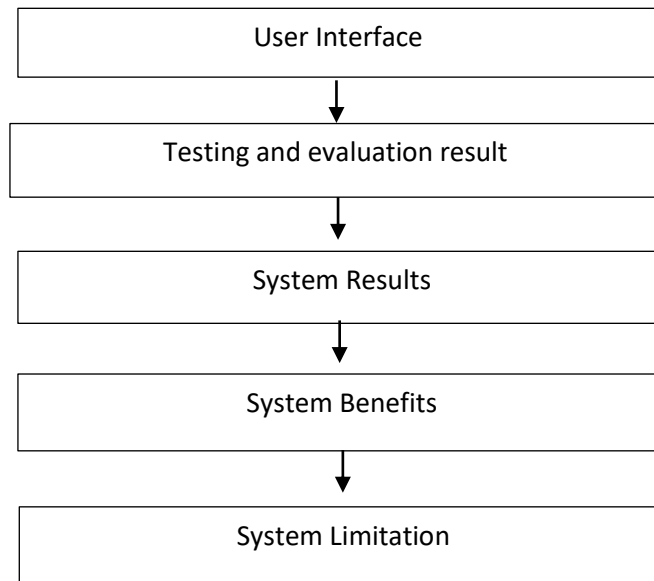 User Interface
Testing and evaluation result
System Results
System Benefits
System Limitation